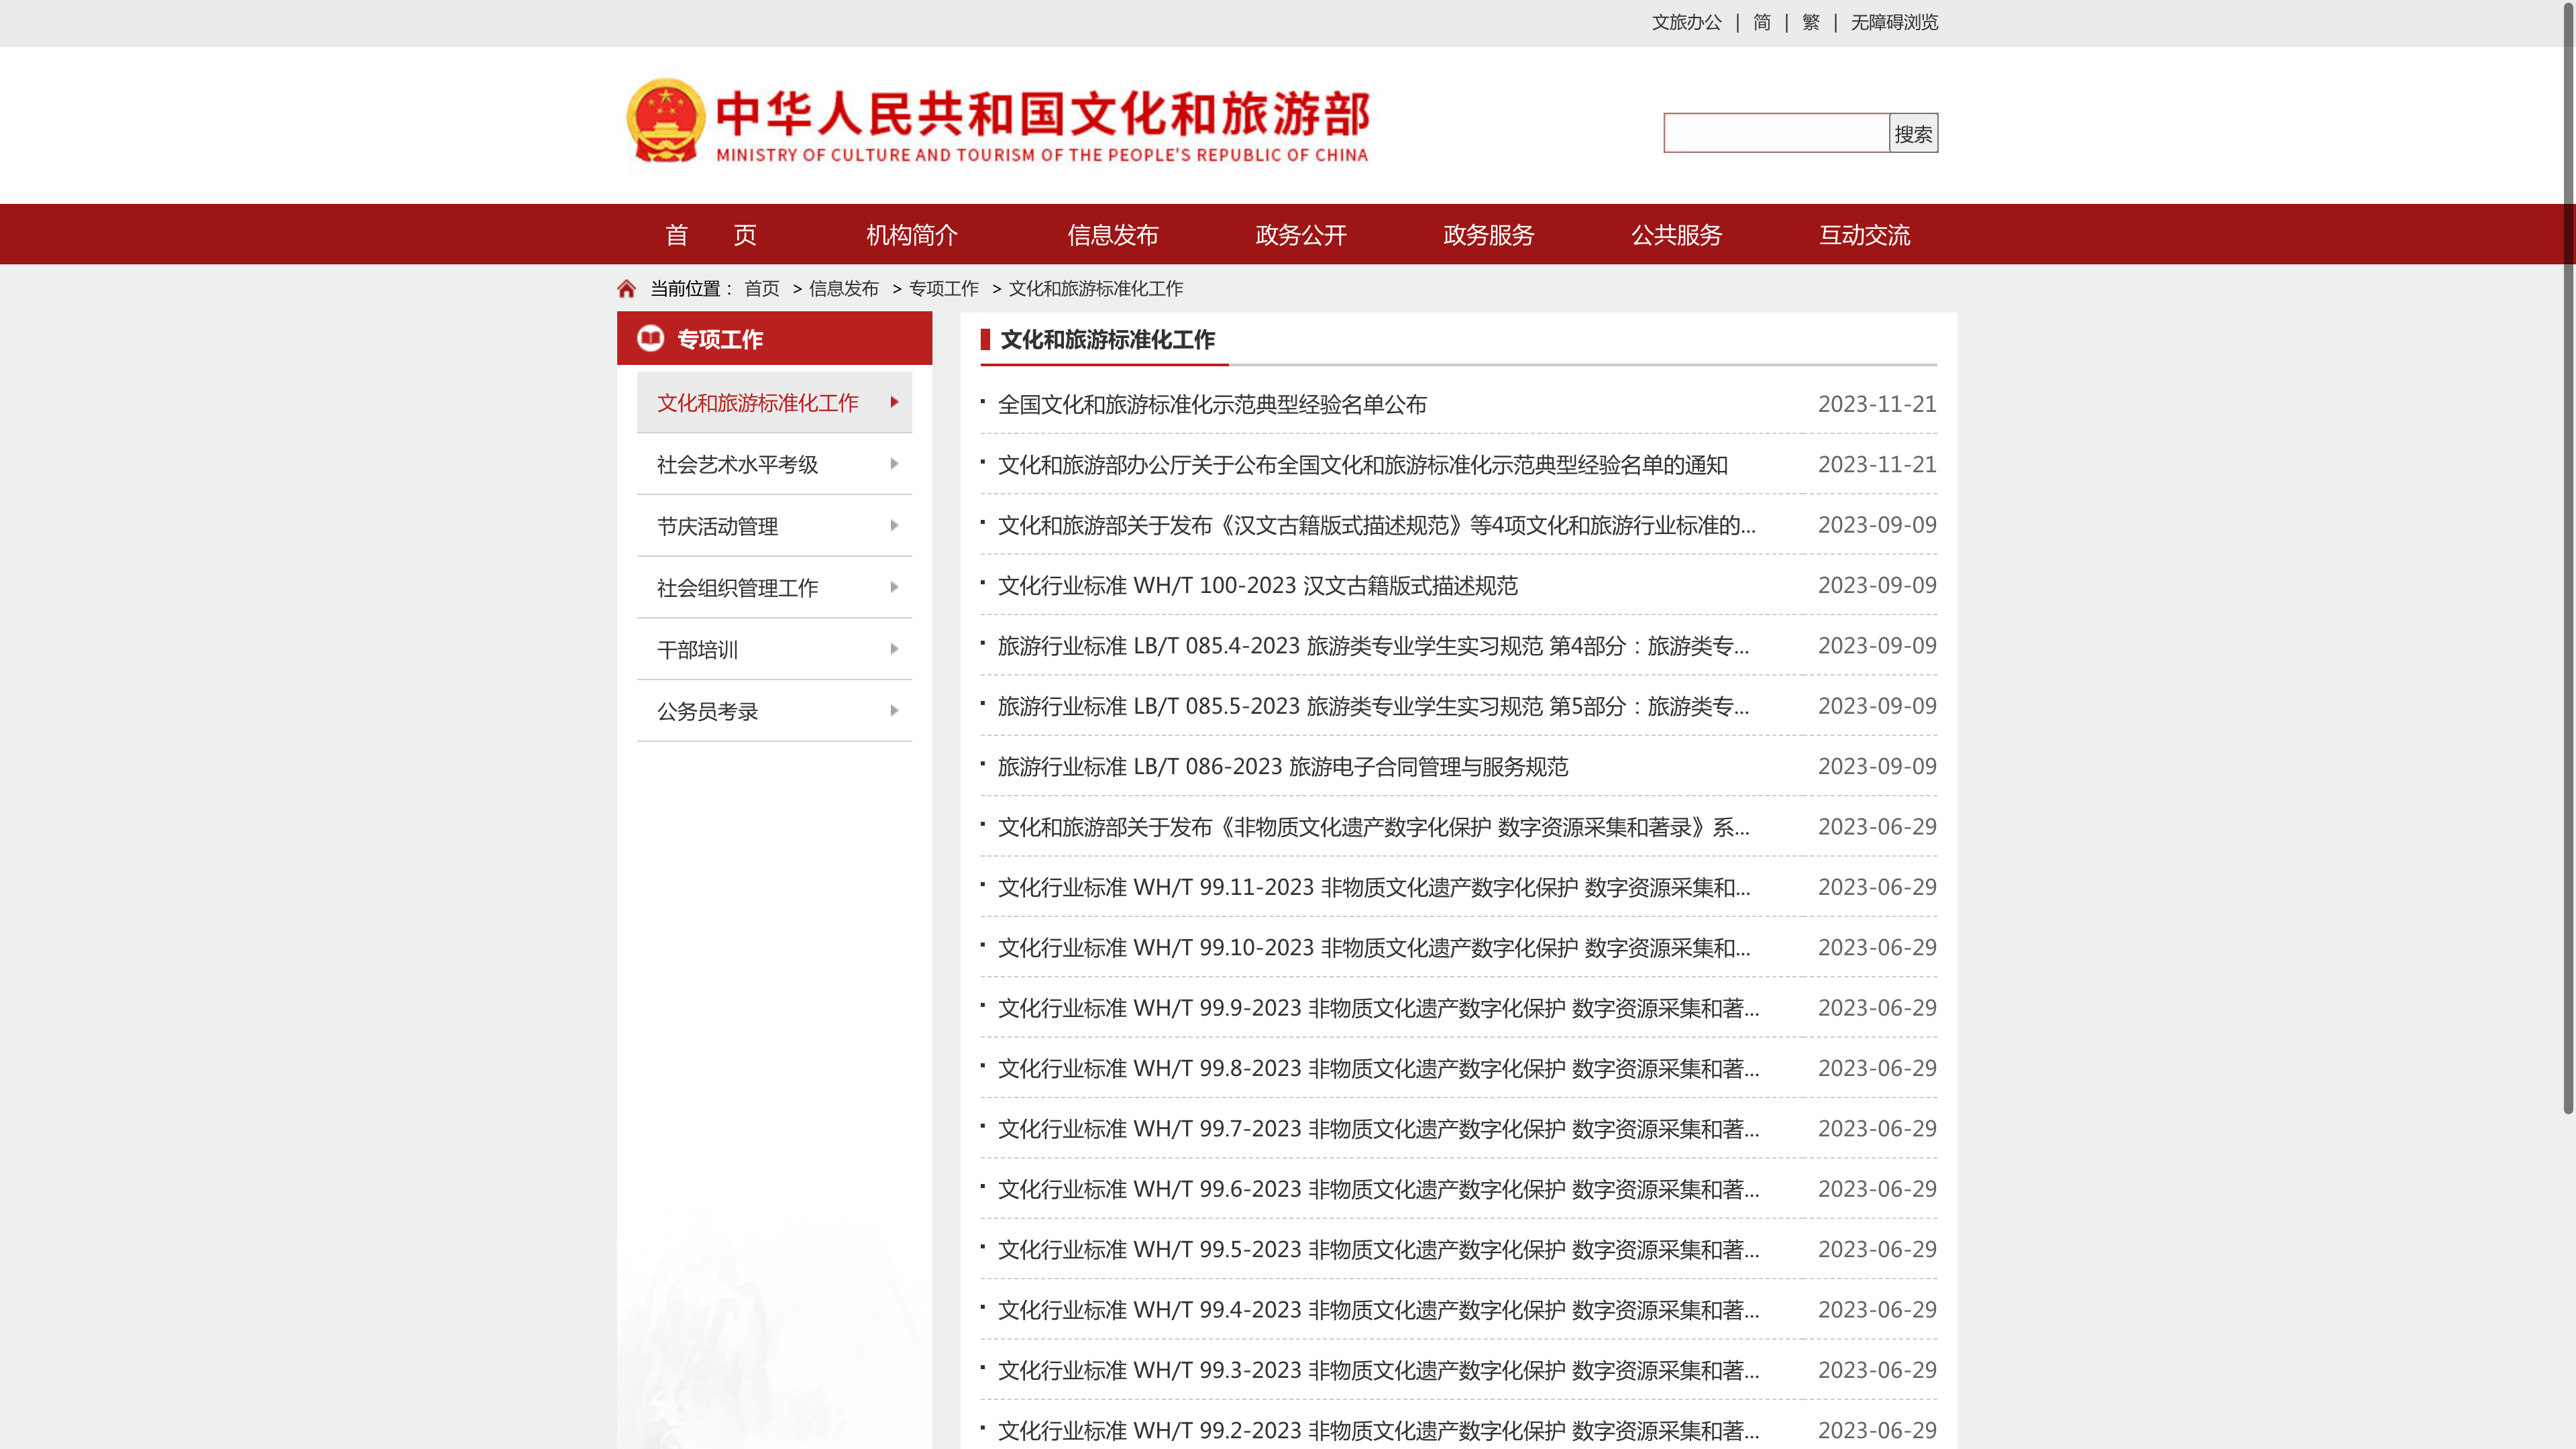 文旅办公 | 简 | 繁 | 无障碍浏览
中华人民共和国文化和旅游部
MINISTRY OF CULTURE AND TOURISM OF THE PEOPLE'S REPUBLIC OF CHINA
搜索
首 页 机构简介 信息发布 政务公开 政务服务 公共服务 互动交流
当前位置： 首页 > 信息发布 > 专项工作 > 文化和旅游标准化工作
专项工作
文化和旅游标准化工作
社会艺术水平考级
节庆活动管理
社会组织管理工作
干部培训
公务员考录
文化和旅游标准化工作
全国文化和旅游标准化示范典型经验名单公布 2023-11-21
文化和旅游部办公厅关于公布全国文化和旅游标准化示范典型经验名单的通知 2023-11-21
文化和旅游部关于发布《汉文古籍版式描述规范》等4项文化和旅游行业标准的... 2023-09-09
文化行业标准 WH/T 100-2023 汉文古籍版式描述规范 2023-09-09
旅游行业标准 LB/T 085.4-2023 旅游类专业学生实习规范 第4部分：旅游类专... 2023-09-09
旅游行业标准 LB/T 085.5-2023 旅游类专业学生实习规范 第5部分：旅游类专... 2023-09-09
旅游行业标准 LB/T 086-2023 旅游电子合同管理与服务规范 2023-09-09
文化和旅游部关于发布《非物质文化遗产数字化保护 数字资源采集和著录》系... 2023-06-29
文化行业标准 WH/T 99.11-2023 非物质文化遗产数字化保护 数字资源采集和... 2023-06-29
文化行业标准 WH/T 99.10-2023 非物质文化遗产数字化保护 数字资源采集和... 2023-06-29
文化行业标准 WH/T 99.9-2023 非物质文化遗产数字化保护 数字资源采集和著... 2023-06-29
文化行业标准 WH/T 99.8-2023 非物质文化遗产数字化保护 数字资源采集和著... 2023-06-29
文化行业标准 WH/T 99.7-2023 非物质文化遗产数字化保护 数字资源采集和著... 2023-06-29
文化行业标准 WH/T 99.6-2023 非物质文化遗产数字化保护 数字资源采集和著... 2023-06-29
文化行业标准 WH/T 99.5-2023 非物质文化遗产数字化保护 数字资源采集和著... 2023-06-29
文化行业标准 WH/T 99.4-2023 非物质文化遗产数字化保护 数字资源采集和著... 2023-06-29
文化行业标准 WH/T 99.3-2023 非物质文化遗产数字化保护 数字资源采集和著... 2023-06-29
文化行业标准 WH/T 99.2-2023 非物质文化遗产数字化保护 数字资源采集和著... 2023-06-29